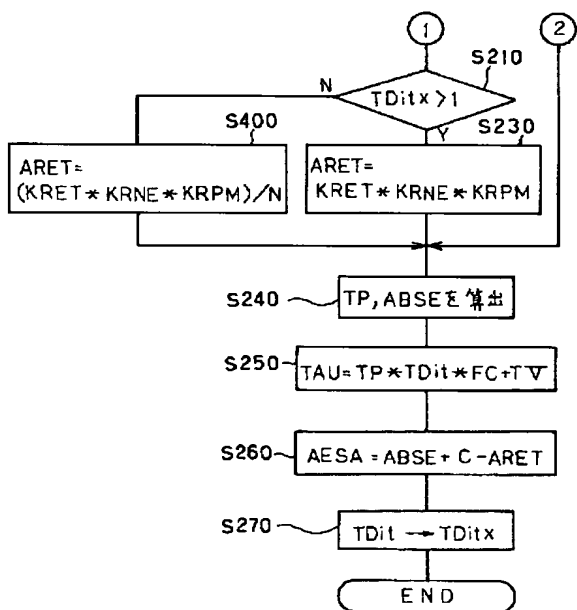 1
2
S210
TDitx>1
N
Y
S400
ARET=
(KRET*KRNE*KRPM)/N
S230
ARET=
KRET*KRNE*KRPM
S240
TP,ABSEを算出
S250
TAU=TP*TDit*FC+TV
S260
AESA=ABSE+C-ARET
S270
TDit→TDitx
END